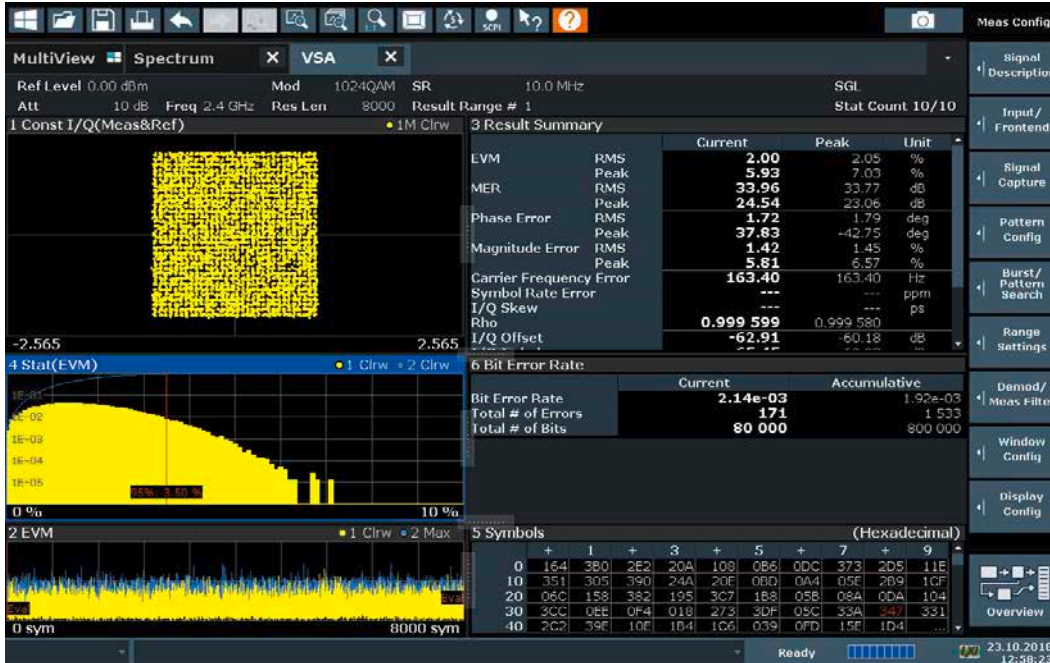 SCPI
MultiView Spectrum X VSA X
Meas Config
Ref Level 0.00 dBm Mod 1024QAM SR 10.0 MHz SGL
Att 10 dB Freq 2.4 GHz Res Len 8000 Result Range # 1 Stat Count 10/10
1 Const I/Q(Meas&Ref) 1M Clrw
-2.565 2.565
3 Result Summary
Current Peak Unit
EVM RMS 2.00 2.05 %
Peak 5.93 7.03 %
MER RMS 33.96 33.77 dB
Peak 24.54 23.06 dB
Phase Error RMS 1.72 1.79 deg
Peak 37.83 -42.75 deg
Magnitude Error RMS 1.42 1.45 %
Peak 5.81 6.57 %
Carrier Frequency Error 163.40 163.40 Hz
Symbol Rate Error --- --- ppm
I/Q Skew --- --- ps
Rho 0.999 599 0.999 580
I/Q Offset -62.91 -60.18 dB
4 Stat(EVM) 1 Clrw 2 Clrw
1E-01
1E-02
1E-03
1E-04
1E-05
95% : 3.50 %
0 % 10 %
6 Bit Error Rate
Current Accumulative
Bit Error Rate 2.14e-03 1.92e-03
Total # of Errors 171 1 533
Total # of Bits 80 000 800 000
2 EVM 1 Clrw 2 Max
Eval
Eval
0 sym 8000 sym
5 Symbols (Hexadecimal)
+ 1 + 3 + 5 + 7 + 9
0 164 3B0 2E2 20A 108 0B6 0DC 373 2D5 11E
10 351 305 390 24A 20E 0BD 0A4 05E 2B9 1CF
20 06C 158 382 195 3C7 1B8 05B 08A 0DA 104
30 3CC 0EE 0F4 018 273 3DF 05C 33A 347 331
40 2C2 39E 10E 1B4 1C6 039 0FD 15E 1D4 ...
Signal
Descriptio
Input/
Frontend
Signal
Capture
Pattern
Config
Burst/
Pattern
Search
Range
Settings
Demod/
Meas Filte
Window
Config
Display
Config
Overview
Ready
23.10.2018
12:58:23